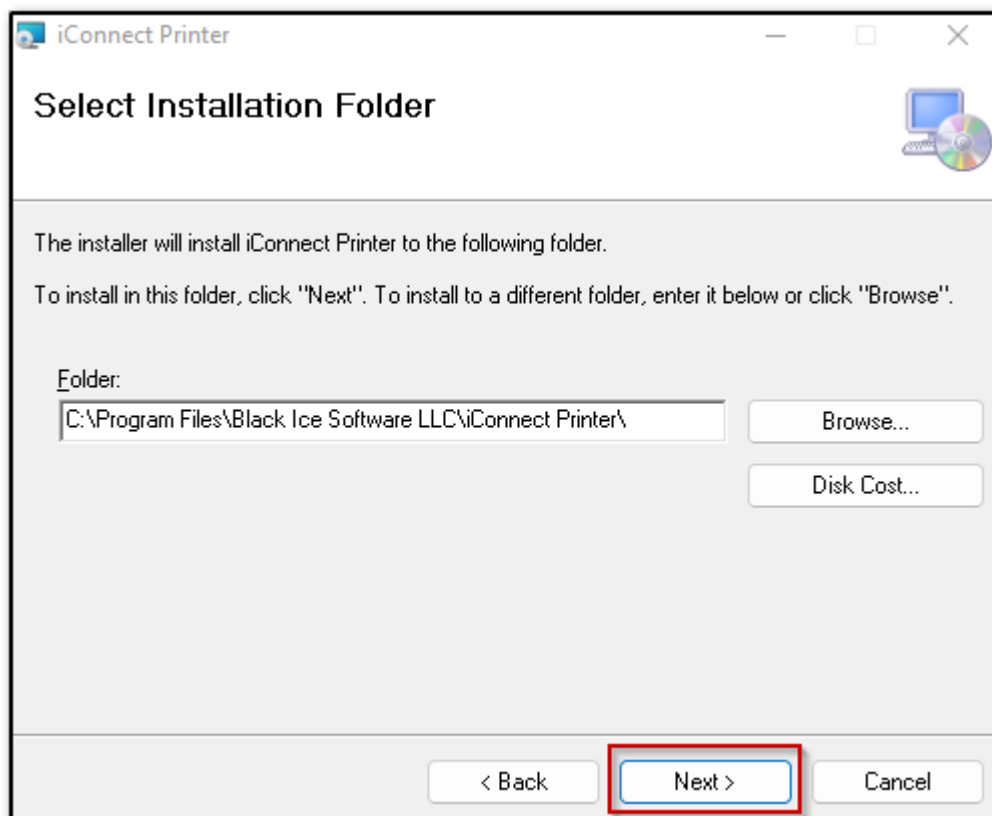 iConnect Printer
Select Installation Folder
The installer will install iConnect Printer to the following folder.
To install in this folder, click "Next". To install to a different folder, enter it below or click "Browse".
Folder:
C:\Program Files\Black Ice Software LLC\iConnect Printer\
Browse...
Disk Cost...
< Back
Next >
Cancel